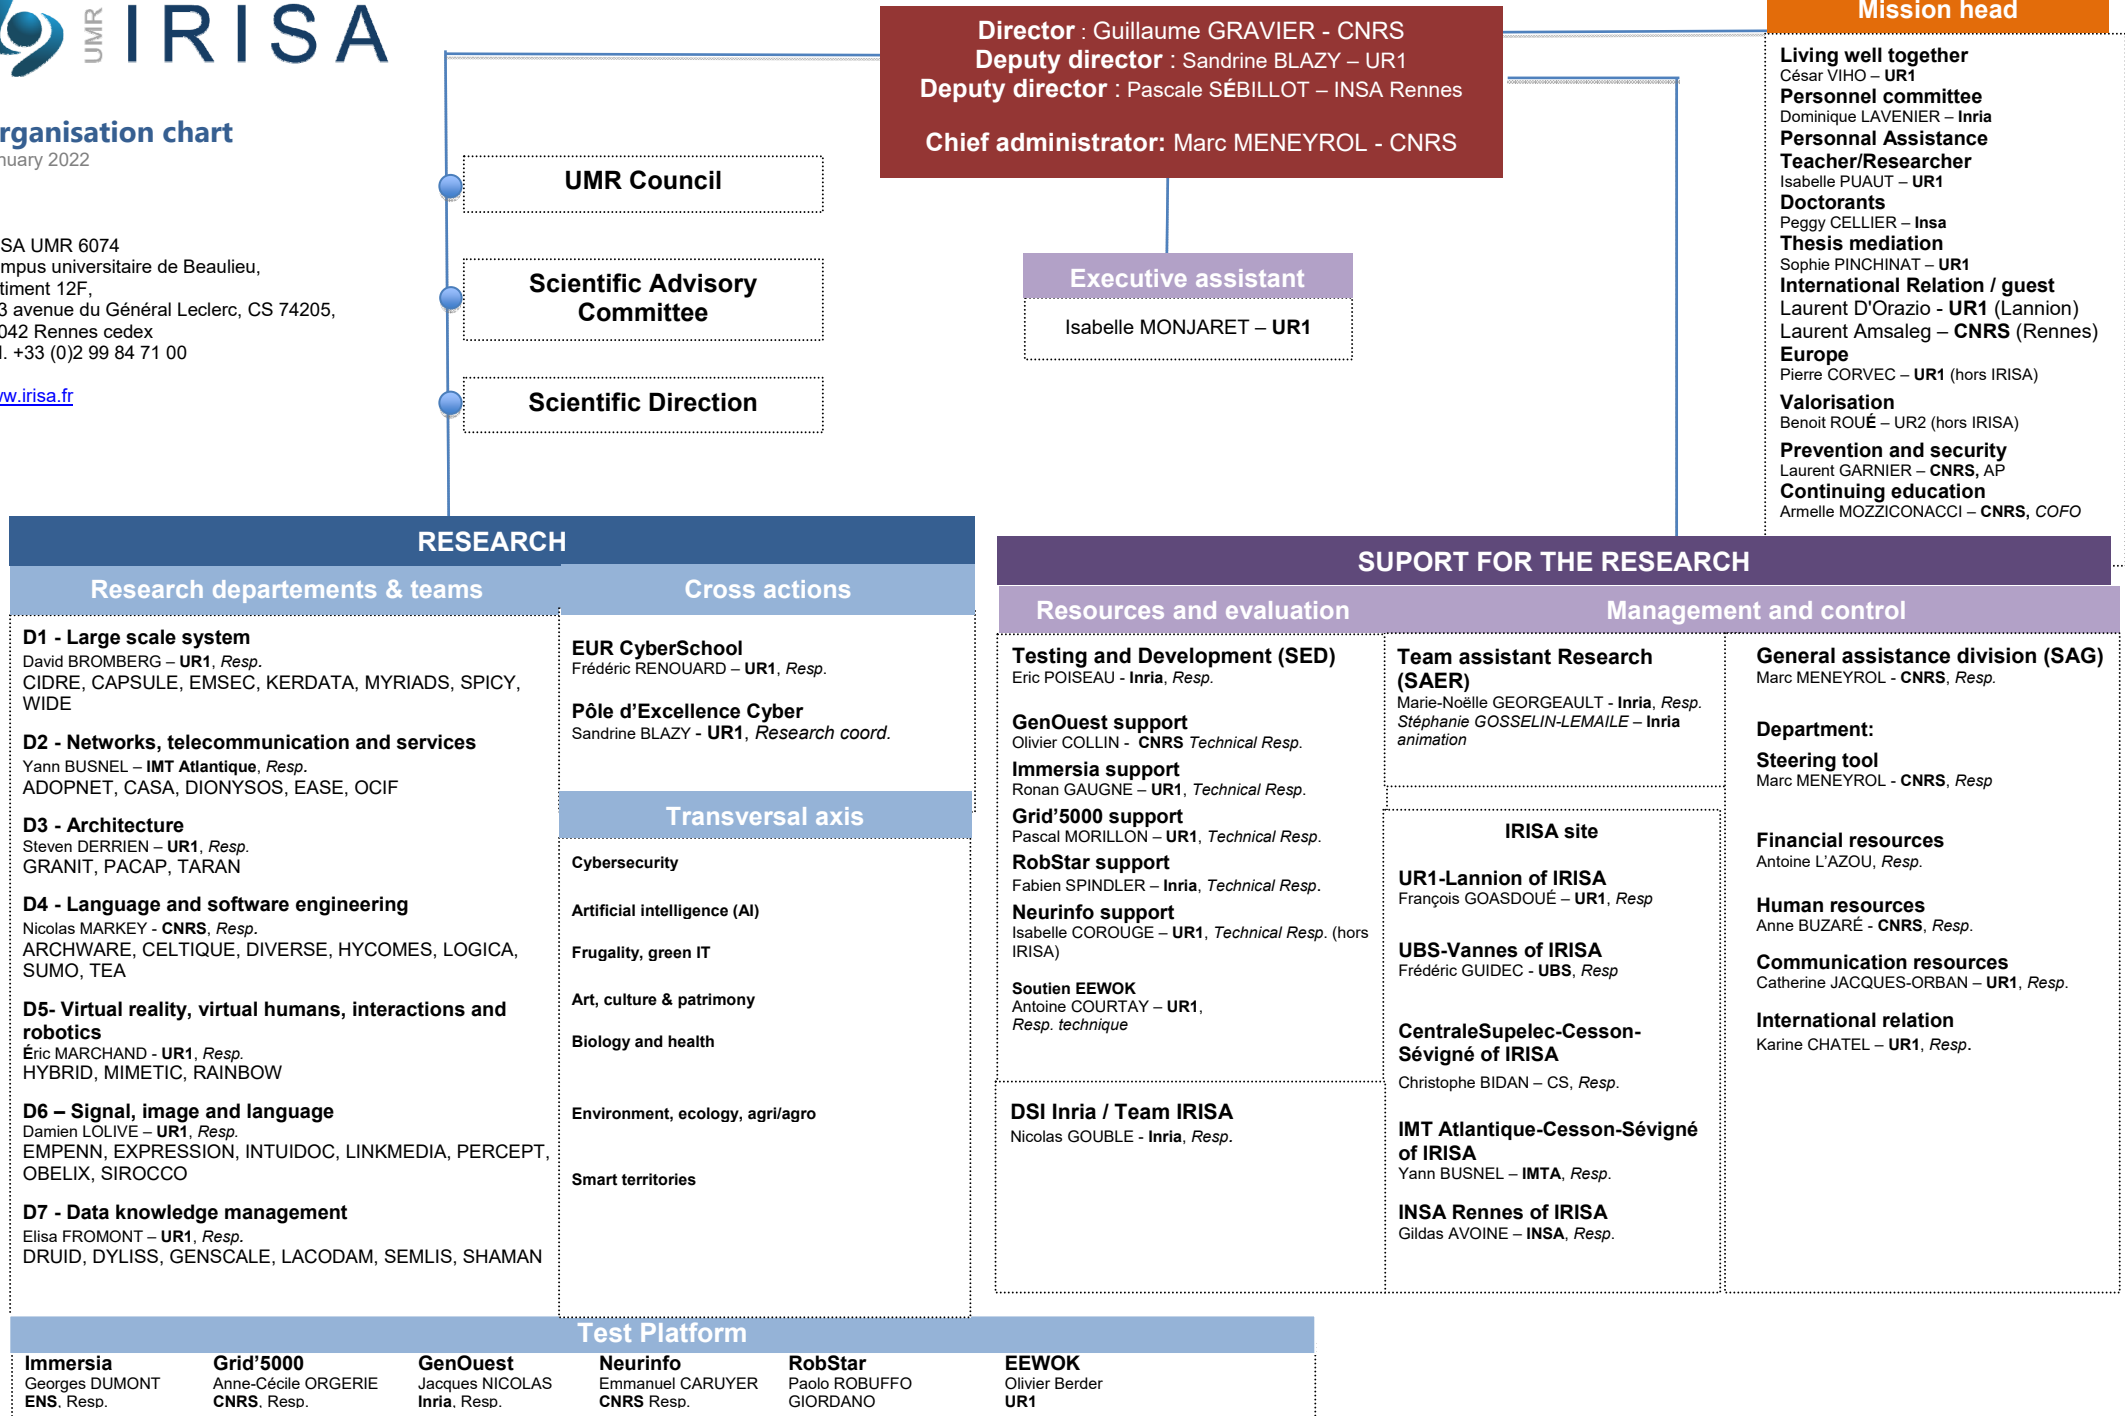 UMR IRISA
rganisation chart
nuary 2022
SA UMR 6074
mpus universitaire de Beaulieu,
timent 12F,
3 avenue du Général Leclerc, CS 74205,
042 Rennes cedex
l. +33 (0)2 99 84 71 00
w.irisa.fr
Director : Guillaume GRAVIER - CNRS
Deputy director : Sandrine BLAZY – UR1
Deputy director : Pascale SÉBILLOT – INSA Rennes
Chief administrator: Marc MENEYROL - CNRS
UMR Council
Scientific Advisory
Committee
Scientific Direction
Executive assistant
Isabelle MONJARET – UR1
Mission head
Living well together
César VIHO – UR1
Personnel committee
Dominique LAVENIER – Inria
Personnal Assistance
Teacher/Researcher
Isabelle PUAUT – UR1
Doctorants
Peggy CELLIER – Insa
Thesis mediation
Sophie PINCHINAT – UR1
International Relation / guest
Laurent D'Orazio - UR1 (Lannion)
Laurent Amsaleg – CNRS (Rennes)
Europe
Pierre CORVEC – UR1 (hors IRISA)
Valorisation
Benoit ROUÉ – UR2 (hors IRISA)
Prevention and security
Laurent GARNIER – CNRS, AP
Continuing education
Armelle MOZZICONACCI – CNRS, COFO
RESEARCH
Research departements & teams
D1 - Large scale system
David BROMBERG – UR1, Resp.
CIDRE, CAPSULE, EMSEC, KERDATA, MYRIADS, SPICY,
WIDE
D2 - Networks, telecommunication and services
Yann BUSNEL – IMT Atlantique, Resp.
ADOPNET, CASA, DIONYSOS, EASE, OCIF
D3 - Architecture
Steven DERRIEN – UR1, Resp.
GRANIT, PACAP, TARAN
D4 - Language and software engineering
Nicolas MARKEY - CNRS, Resp.
ARCHWARE, CELTIQUE, DIVERSE, HYCOMES, LOGICA,
SUMO, TEA
D5- Virtual reality, virtual humans, interactions and
robotics
Éric MARCHAND - UR1, Resp.
HYBRID, MIMETIC, RAINBOW
D6 – Signal, image and language
Damien LOLIVE – UR1, Resp.
EMPENN, EXPRESSION, INTUIDOC, LINKMEDIA, PERCEPT,
OBELIX, SIROCCO
D7 - Data knowledge management
Elisa FROMONT – UR1, Resp.
DRUID, DYLISS, GENSCALE, LACODAM, SEMLIS, SHAMAN
Cross actions
EUR CyberSchool
Frédéric RENOUARD – UR1, Resp.
Pôle d’Excellence Cyber
Sandrine BLAZY - UR1, Research coord.
Transversal axis
Cybersecurity
Artificial intelligence (AI)
Frugality, green IT
Art, culture & patrimony
Biology and health
Environment, ecology, agri/agro
Smart territories
SUPORT FOR THE RESEARCH
Resources and evaluation
Testing and Development (SED)
Eric POISEAU - Inria, Resp.
GenOuest support
Olivier COLLIN - CNRS Technical Resp.
Immersia support
Ronan GAUGNE – UR1, Technical Resp.
Grid’5000 support
Pascal MORILLON – UR1, Technical Resp.
RobStar support
Fabien SPINDLER – Inria, Technical Resp.
Neurinfo support
Isabelle COROUGE – UR1, Technical Resp. (hors
IRISA)
Soutien EEWOK
Antoine COURTAY – UR1,
Resp. technique
DSI Inria / Team IRISA
Nicolas GOUBLE - Inria, Resp.
Management and control
Team assistant Research
(SAER)
Marie-Noëlle GEORGEAULT - Inria, Resp.
Stéphanie GOSSELIN-LEMAILE – Inria
animation
IRISA site
UR1-Lannion of IRISA
François GOASDOUÉ – UR1, Resp
UBS-Vannes of IRISA
Frédéric GUIDEC - UBS, Resp
CentraleSupelec-Cesson-
Sévigné of IRISA
Christophe BIDAN – CS, Resp.
IMT Atlantique-Cesson-Sévigné
of IRISA
Yann BUSNEL – IMTA, Resp.
INSA Rennes of IRISA
Gildas AVOINE – INSA, Resp.
General assistance division (SAG)
Marc MENEYROL - CNRS, Resp.
Department:
Steering tool
Marc MENEYROL - CNRS, Resp
Financial resources
Antoine L’AZOU, Resp.
Human resources
Anne BUZARÉ - CNRS, Resp.
Communication resources
Catherine JACQUES-ORBAN – UR1, Resp.
International relation
Karine CHATEL – UR1, Resp.
Test Platform
Immersia
Georges DUMONT
ENS, Resp.
Grid’5000
Anne-Cécile ORGERIE
CNRS, Resp.
GenOuest
Jacques NICOLAS
Inria, Resp.
Neurinfo
Emmanuel CARUYER
CNRS Resp.
RobStar
Paolo ROBUFFO
GIORDANO
EEWOK
Olivier Berder
UR1